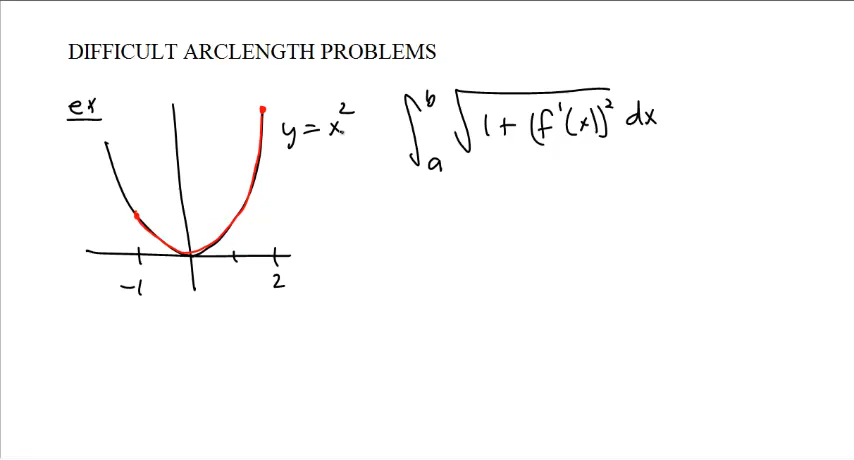 DIFFICULT ARCLENGTH PROBLEMS
ex
y = x²
∫ₐᵇ √(1 + (f'(x))²) dx
-1
2